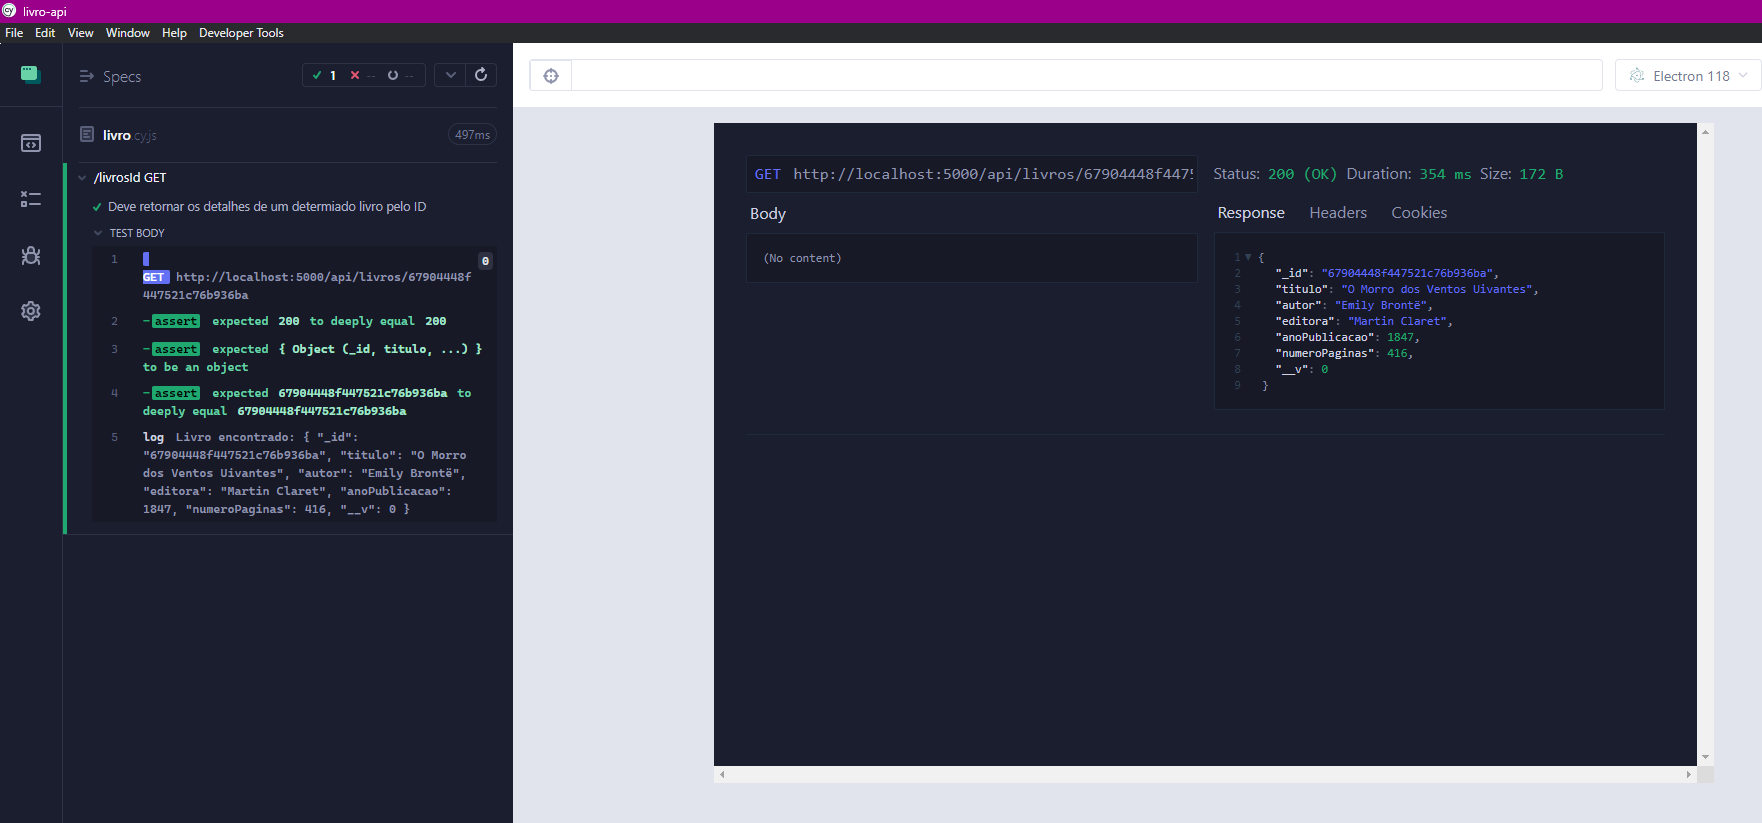 cy livro-api
File Edit View Window Help Developer Tools
Specs
1 -- --
livro.cy.js 497ms
/livrosId GET
Deve retornar os detalhes de um determiado livro pelo ID
TEST BODY
1
0
GET http://localhost:5000/api/livros/67904448f
447521c76b936ba
2 -assert expected 200 to deeply equal 200
3 -assert expected { Object (_id, titulo, ...) }
to be an object
4 -assert expected 67904448f447521c76b936ba to
deeply equal 67904448f447521c76b936ba
5 log Livro encontrado: { "_id":
"67904448f447521c76b936ba", "titulo": "O Morro
dos Ventos Uivantes", "autor": "Emily Brontë",
"editora": "Martin Claret", "anoPublicacao":
1847, "numeroPaginas": 416, "__v": 0 }
Electron 118
GET http://localhost:5000/api/livros/67904448f4475
Status: 200 (OK) Duration: 354 ms Size: 172 B
Body
(No content)
Response Headers Cookies
1 {
2 "_id": "67904448f447521c76b936ba",
3 "titulo": "O Morro dos Ventos Uivantes",
4 "autor": "Emily Brontë",
5 "editora": "Martin Claret",
6 "anoPublicacao": 1847,
7 "numeroPaginas": 416,
8 "__v": 0
9 }